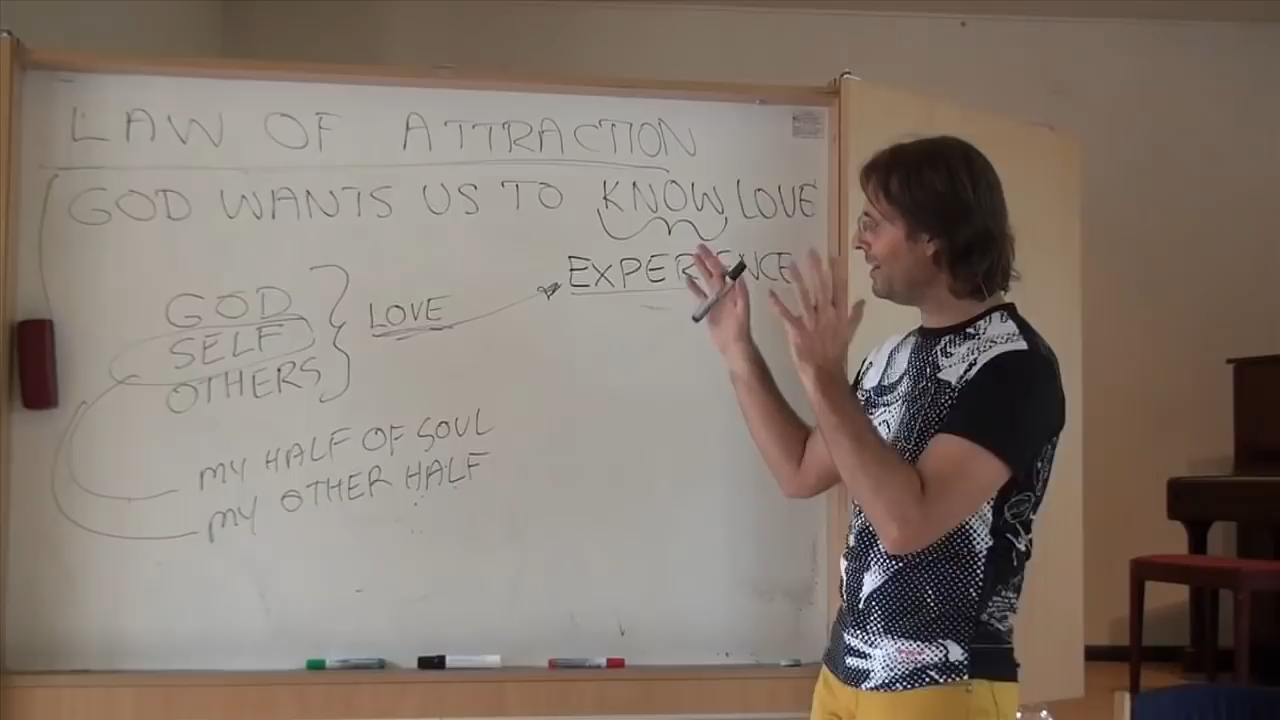 LAW OF ATTRACTION
GOD WANTS US TO KNOW LOVE
EXPERIENCE
GOD
SELF
OTHERS
LOVE
MY HALF OF SOUL
MY OTHER HALF